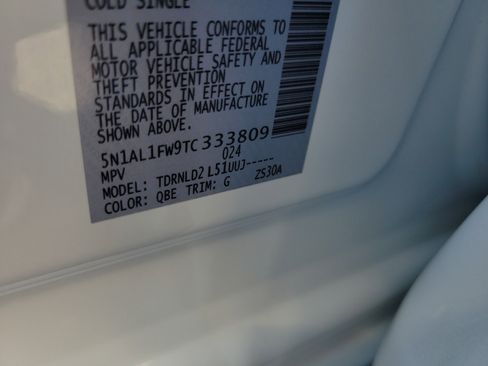 COLD SINGLE
THIS VEHICLE CONFORMS TO
ALL APPLICABLE FEDERAL
MOTOR VEHICLE SAFETY AND
THEFT PREVENTION
STANDARDS IN EFFECT ON
THE DATE OF MANUFACTURE
SHOWN ABOVE.
5N1AL1FW9TC333809
MPV 024
MODEL: TDRNLD2 L51UUJ-----
COLOR: QBE TRIM: G ZS30A